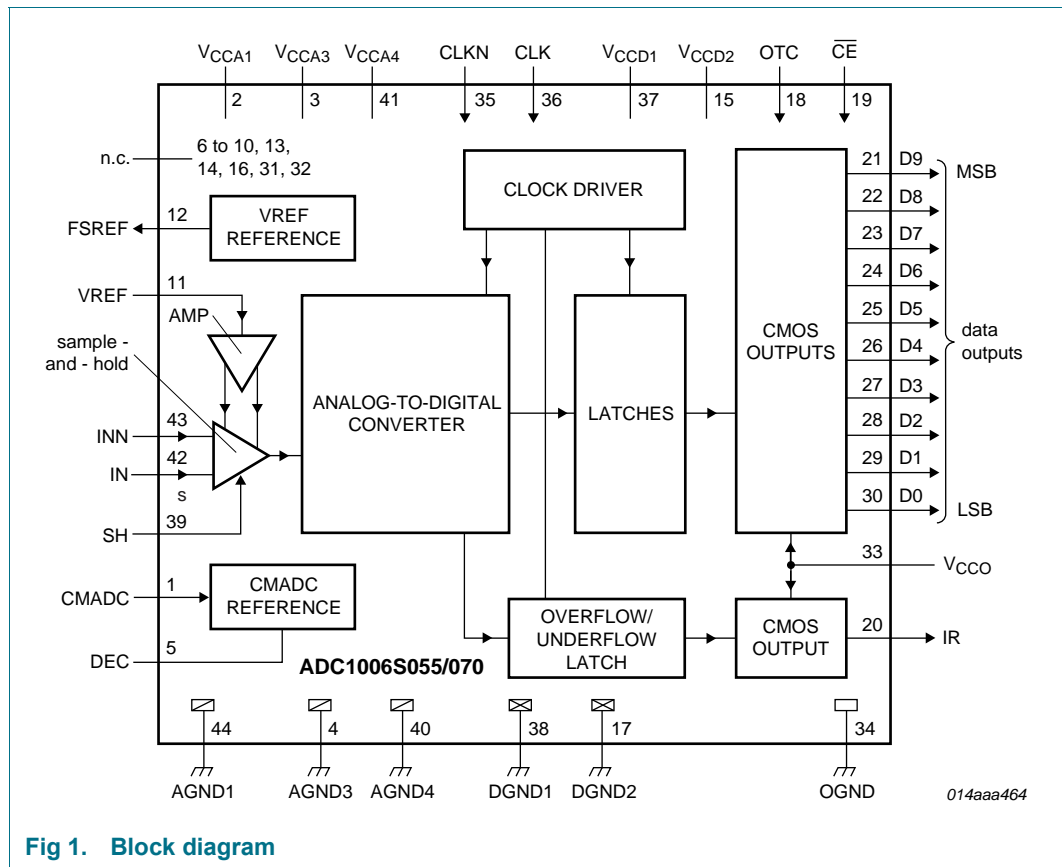 VCCA1 VCCA3 VCCA4 CLKN CLK VCCD1 VCCD2 OTC CE
2 3 41 35 36 37 15 18 19
n.c.
6 to 10, 13,
14, 16, 31, 32
CLOCK DRIVER
21 D9 MSB
22 D8
23 D7
24 D6
25 D5
26 D4
27 D3
28 D2
29 D1
30 D0 LSB
data
outputs
FSREF 12
VREF
REFERENCE
VREF 11
AMP
sample -
and - hold
INN 43
IN 42
s
SH 39
ANALOG-TO-DIGITAL
CONVERTER
LATCHES
CMOS
OUTPUTS
33 VCCO
CMADC 1
CMADC
REFERENCE
DEC 5
OVERFLOW/
UNDERFLOW
LATCH
CMOS
OUTPUT
20 IR
ADC1006S055/070
44 4 40 38 17 34
AGND1 AGND3 AGND4 DGND1 DGND2 OGND
014aaa464
Fig 1. Block diagram